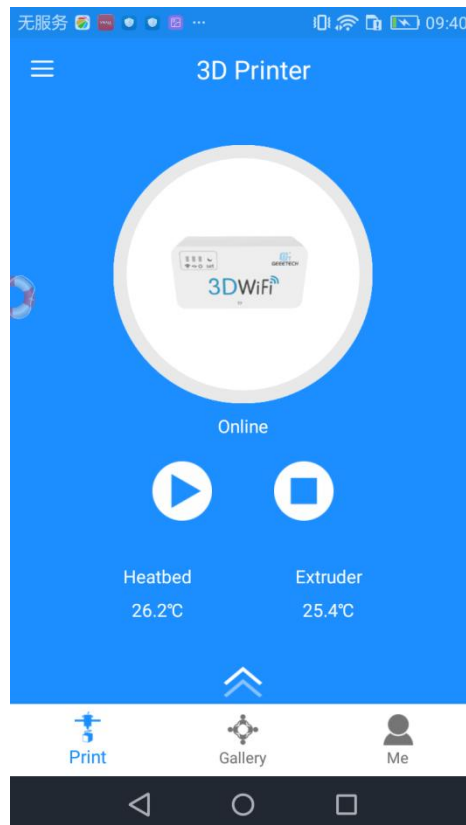 无服务 ... 09:40
3D Printer
GEEETECH
3DWiFi
Online
Heatbed Extruder
26.2℃ 25.4℃
Print Gallery Me